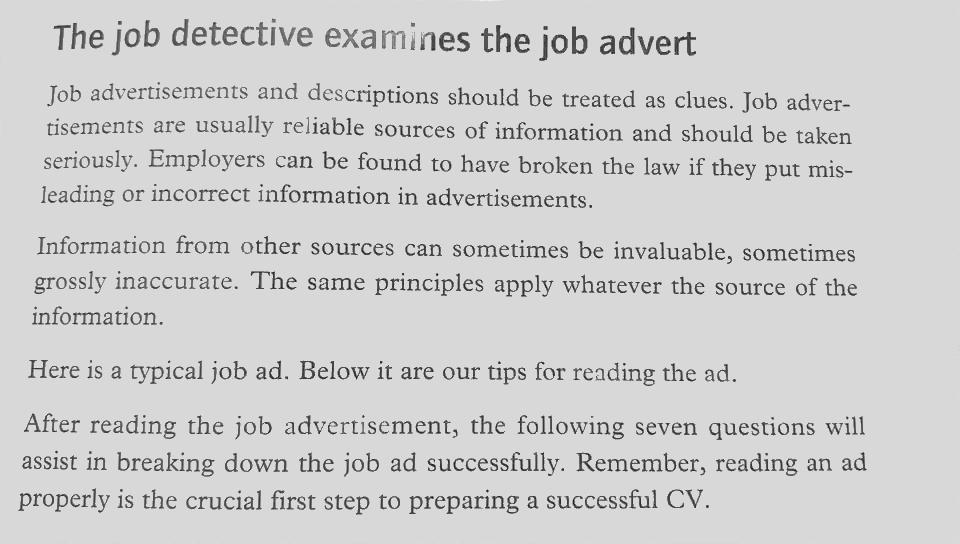 The job detective examines the job advert
Job advertisements and descriptions should be treated as clues. Job adver-
tisements are usually reliable sources of information and should be taken
seriously. Employers can be found to have broken the law if they put mis-
leading or incorrect information in advertisements.
Information from other sources can sometimes be invaluable, sometimes
grossly inaccurate. The same principles apply whatever the source of the
information.
Here is a typical job ad. Below it are our tips for reading the ad.
After reading the job advertisement, the following seven questions will
assist in breaking down the job ad successfully. Remember, reading an ad
properly is the crucial first step to preparing a successful CV.